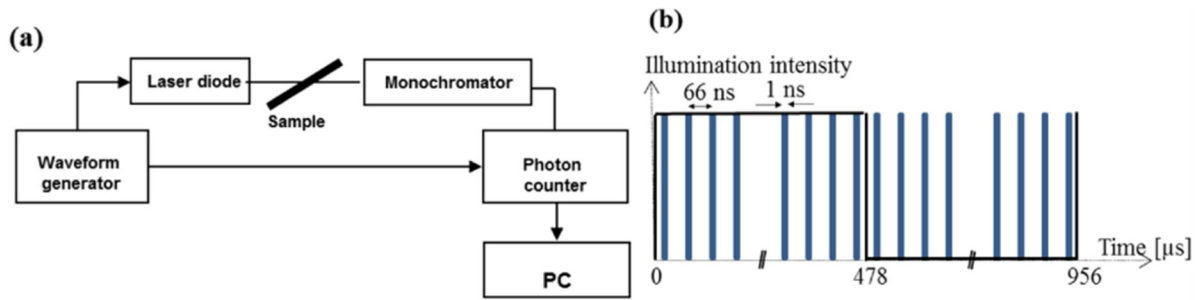 (a)
Laser diode
Monochromator
Sample
Waveform
generator
Photon
counter
PC
(b)
Illumination intensity
66 ns
1 ns
Time [µs]
0
478
956